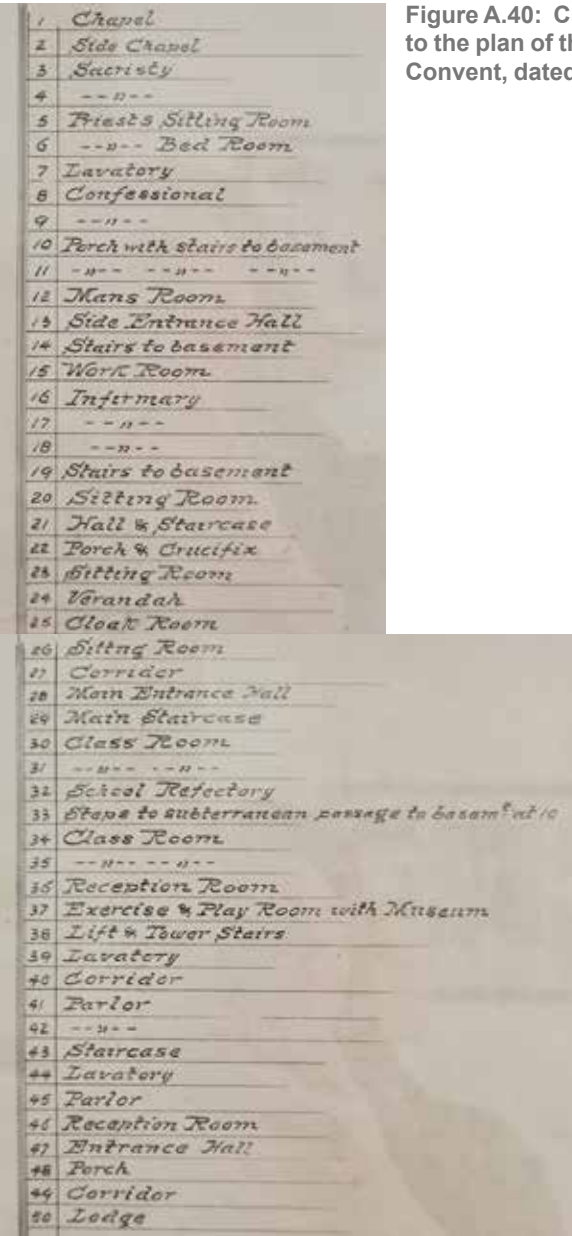 Figure A.40: C
to the plan of th
Convent, dated
1 Chapel
2 Side Chapel
3 Sacristy
4 - - " - -
5 Priests Sitting Room
6 - - " - - Bed Room
7 Lavatory
8 Confessional
9 - - " - -
10 Porch with stairs to basement
11 - " - - - - " - - - - " - -
12 Mans Room
13 Side Entrance Hall
14 Stairs to basement
15 Work Room
16 Infirmary
17 - - " - -
18 - - " - -
19 Stairs to basement
20 Sitting Room
21 Hall & Staircase
22 Porch & Crucifix
23 Sitting Room
24 Verandah
25 Cloak Room
26 Sittng Room
27 Corridor
28 Main Entrance Hall
29 Main Staircase
30 Class Room
31 - - " - - - - " - -
32 School Refectory
33 Steps to subterranean passage to basemt at 10
34 Class Room
35 - - " - - - - " - -
36 Reception Room
37 Exercise & Play Room with Museum
38 Lift & Tower Stairs
39 Lavatory
40 Corridor
41 Parlor
42 - - " - -
43 Staircase
44 Lavatory
45 Parlor
46 Reception Room
47 Entrance Hall
48 Porch
49 Corridor
50 Lodge